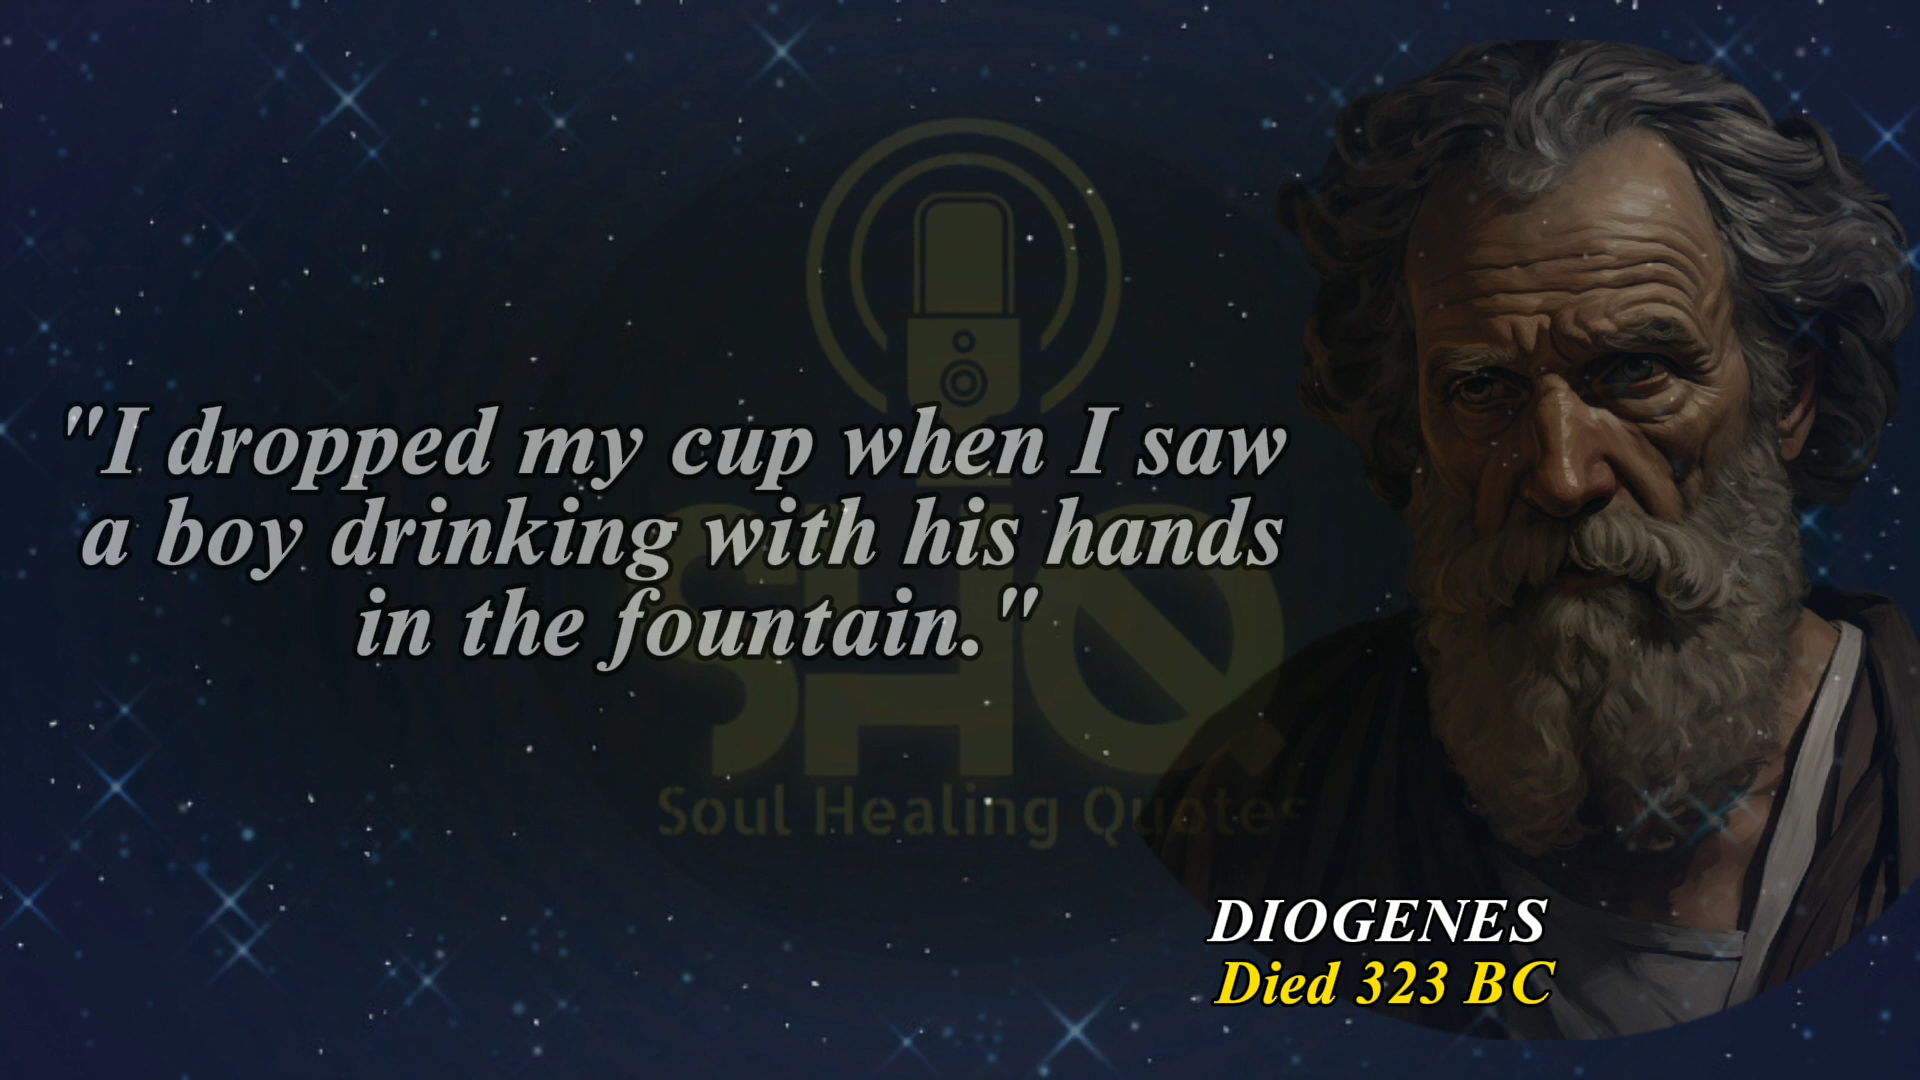 "I dropped my cup when I saw
a boy drinking with his hands
in the fountain."
SHQ
Soul Healing Quotes
DIOGENES
Died 323 BC